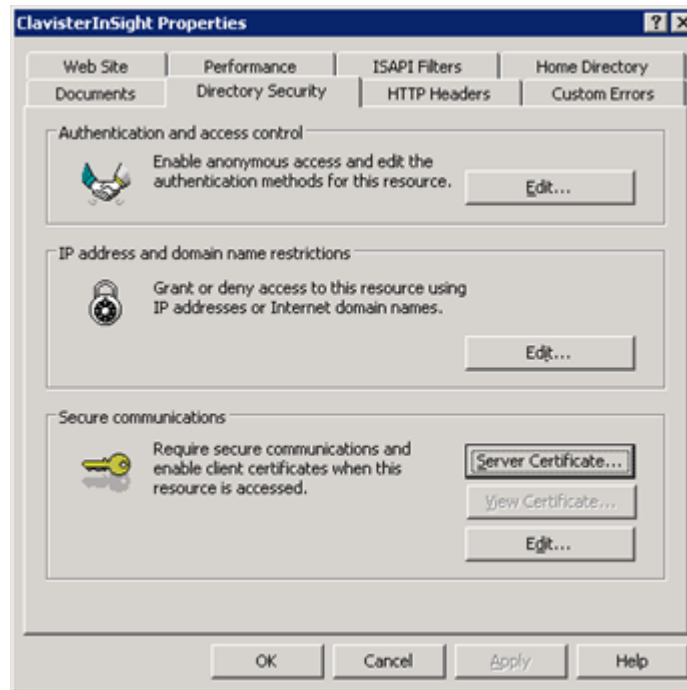 ClavisterInSight Properties
? X
Web Site Performance ISAPI Filters Home Directory
Documents Directory Security HTTP Headers Custom Errors
Authentication and access control
Enable anonymous access and edit the
authentication methods for this resource.
Edit...
IP address and domain name restrictions
Grant or deny access to this resource using
IP addresses or Internet domain names.
Edit...
Secure communications
Require secure communications and
enable client certificates when this
resource is accessed.
Server Certificate...
View Certificate...
Edit...
OK Cancel Apply Help